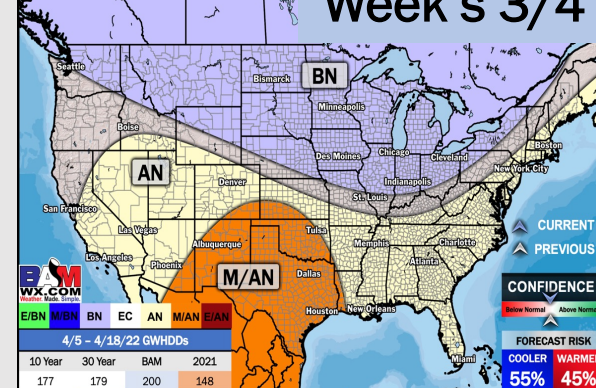 Week's 3/4
Seattle
Bismarck
BN
Minneapolis
Boise
Boston
Des Moines
Chicago
Cleveland
AN
New York City
Denver
Indianapolis
St. Louis
San Francisco
CURRENT
Las Vegas
Tulsa
Albuquerque
Memphis
Charlotte
PREVIOUS
Los Angeles
Phoenix
Atlanta
M/AN
Dallas
BAM
WX.COM
Weather. Made. Simple.
CONFIDENCE
Below Normal
Above Norma
Houston
New Orleans
E/BN M/BN BN EC AN M/AN E/AN
4/5 – 4/18/22 GWHDDs
FORECAST RISK
10 Year 30 Year BAM 2021
Miami
COOLER WARME
177 179 200 148
55% 45%